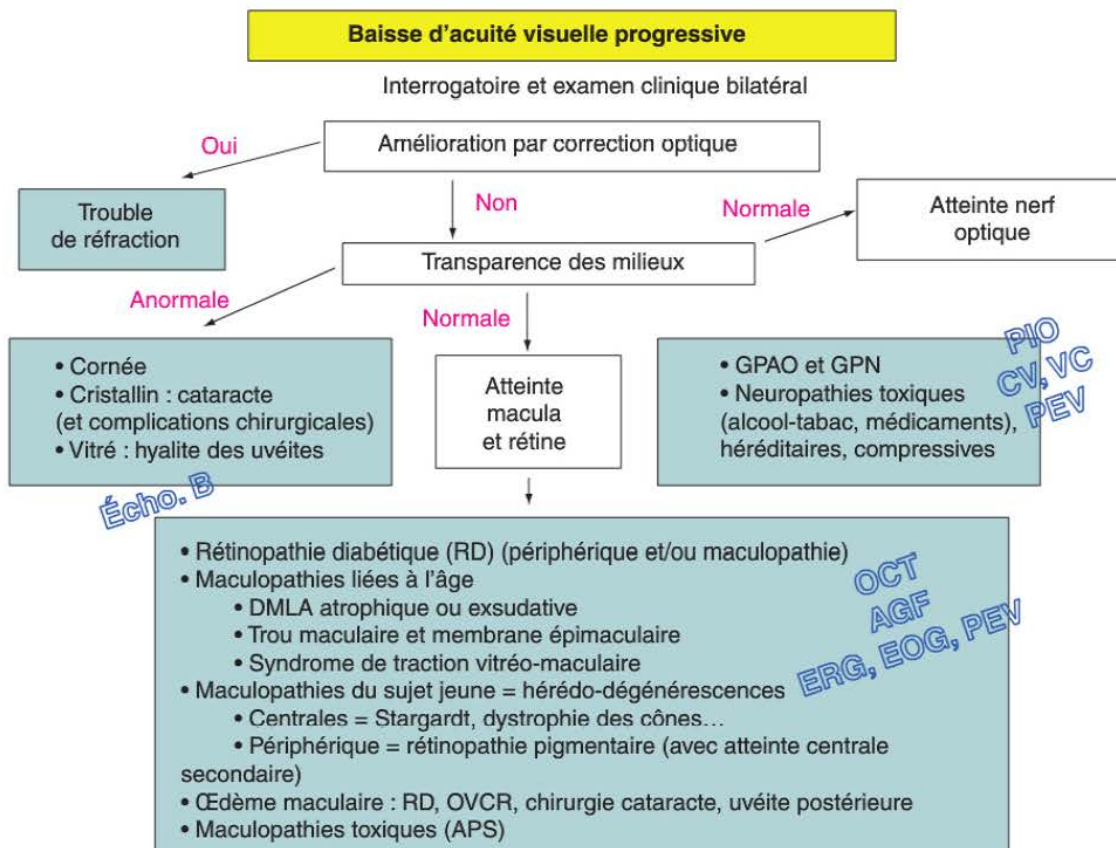 Baisse d'acuité visuelle progressive
Interrogatoire et examen clinique bilatéral
Amélioration par correction optique
Oui
Trouble
de réfraction
Non
Normale
Atteinte nerf
optique
Transparence des milieux
Anormale
Normale
• Cornée
• Cristallin : cataracte
(et complications chirurgicales)
• Vitré : hyalite des uvéites
Écho. B
Atteinte
macula
et rétine
• GPAO et GPN
• Neuropathies toxiques
(alcool-tabac, médicaments),
héréditaires, compressives
PIO
CV, VC
PEV
• Rétinopathie diabétique (RD) (périphérique et/ou maculopathie)
• Maculopathies liées à l'âge
• DMLA atrophique ou exsudative
• Trou maculaire et membrane épimaculaire
• Syndrome de traction vitréo-maculaire
• Maculopathies du sujet jeune = hérédo-dégénérescences
• Centrales = Stargardt, dystrophie des cônes…
• Périphérique = rétinopathie pigmentaire (avec atteinte centrale
secondaire)
• Œdème maculaire : RD, OVCR, chirurgie cataracte, uvéite postérieure
• Maculopathies toxiques (APS)
OCT
AGF
ERG, EOG, PEV